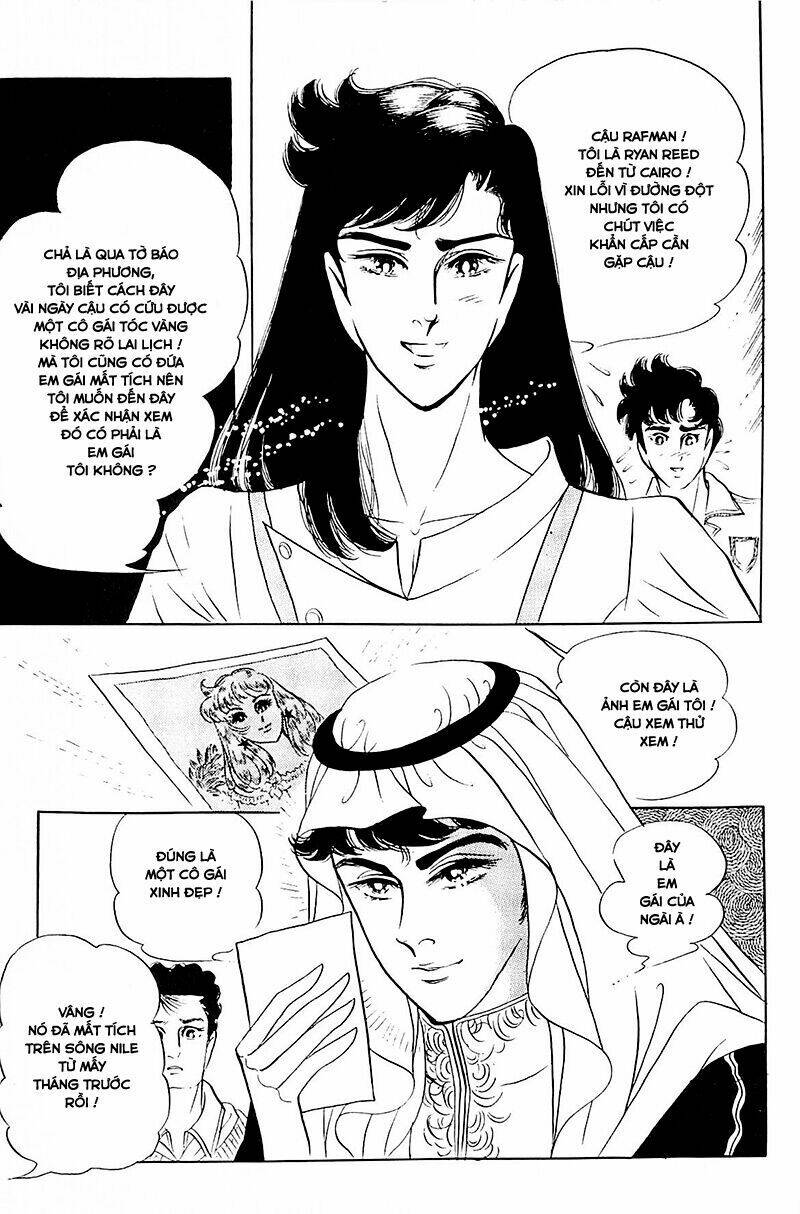 CẬU RAFMAN !
TÔI LÀ RYAN REED
ĐẾN TỪ CAIRO !
XIN LỖI VÌ ĐƯỜNG ĐỘT
NHƯNG TÔI CÓ
CHÚT VIỆC
KHẨN CẤP CẦN
GẶP CẬU !
CHẢ LÀ QUA TỜ BÁO
ĐỊA PHƯƠNG,
TÔI BIẾT CÁCH ĐÂY
VÀI NGÀY CẬU CÓ CỨU ĐƯỢC
MỘT CÔ GÁI TÓC VÀNG
KHÔNG RÕ LAI LỊCH !
MÀ TÔI CŨNG CÓ ĐỨA
EM GÁI MẤT TÍCH NÊN
TÔI MUỐN ĐẾN ĐÂY
ĐỂ XÁC NHẬN XEM
ĐÓ CÓ PHẢI LÀ
EM GÁI
TÔI KHÔNG ?
CÒN ĐÂY LÀ
ẢNH EM GÁI TÔI !
CẬU XEM THỬ
XEM !
ĐÂY
LÀ
EM
GÁI CỦA
NGÀI À !
ĐÚNG LÀ
MỘT CÔ GÁI
XINH ĐẸP !
VÂNG !
NÓ ĐÃ MẤT TÍCH
TRÊN SÔNG NILE
TỪ MẤY
THÁNG TRƯỚC
RỒI !